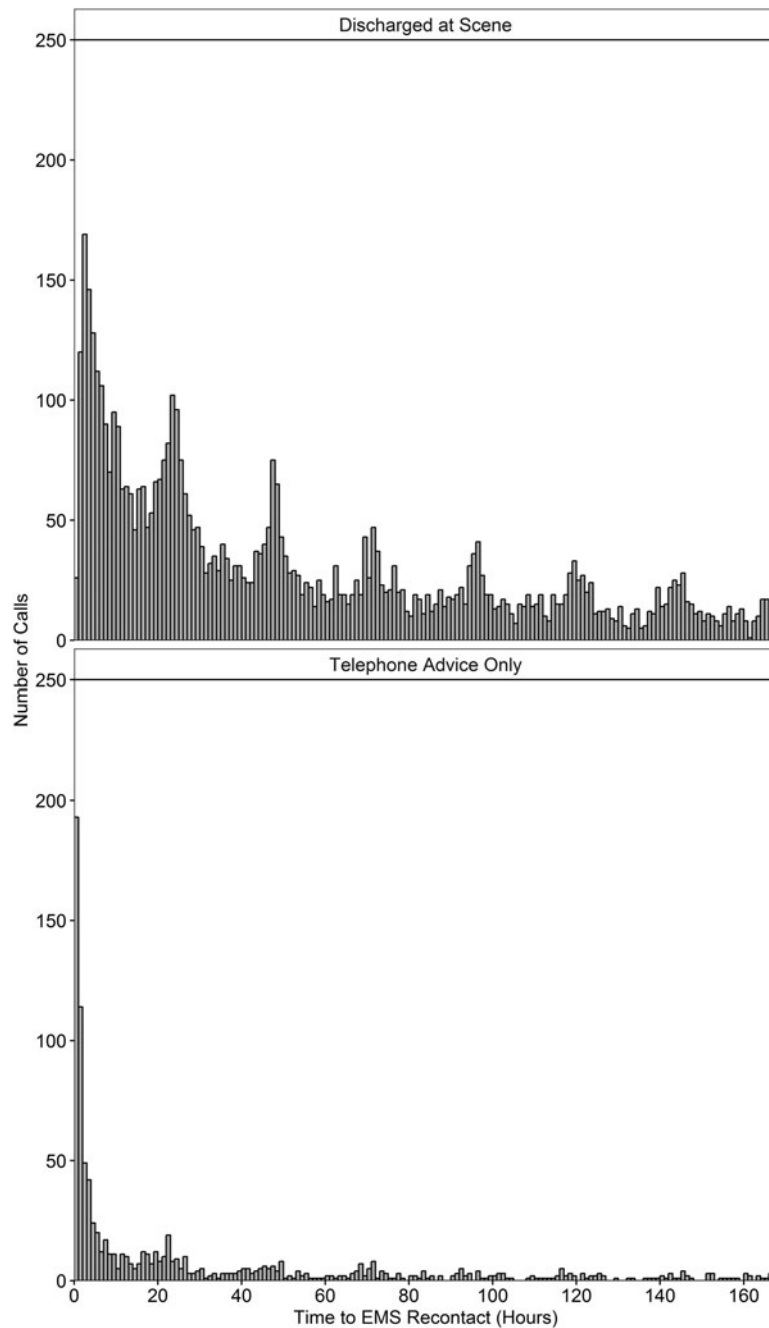 Discharged at Scene
250
200
150
100
50
0
Number of Calls
Telephone Advice Only
250
200
150
100
50
0
0 20 40 60 80 100 120 140 160
Time to EMS Recontact (Hours)